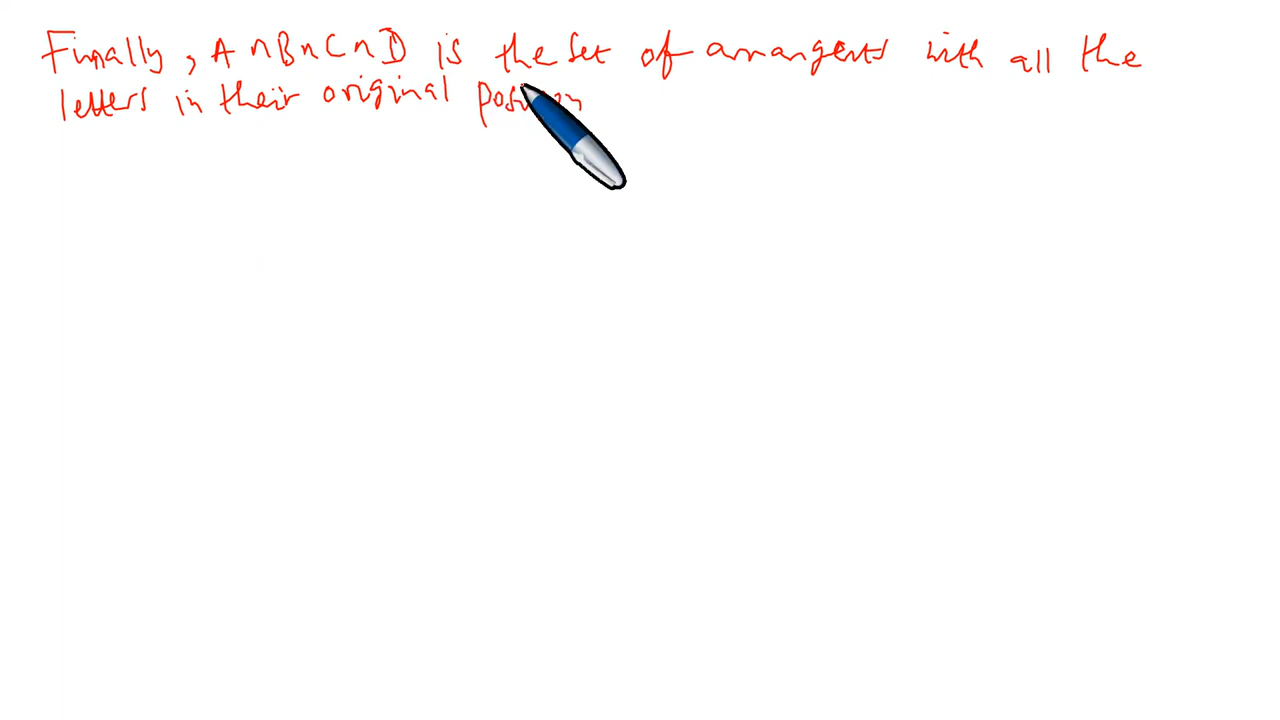 Finally, A∩B∩C∩D is the set of arrangents with all the
letters in their original